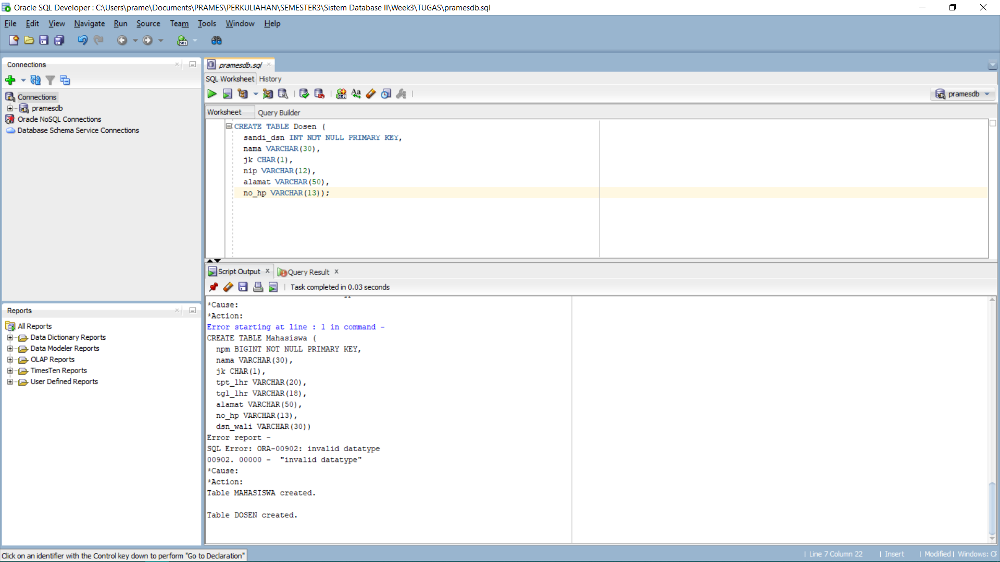 Oracle SQL Developer : C:\Users\prame\Documents\PRAMES\PERKULIAHAN\SEMESTER3\Sistem Database II\Week3\TUGAS\pramesdb.sql
File Edit View Navigate Run Source Team Tools Window Help
Connections
Connections
pramesdb
Oracle NoSQL Connections
Database Schema Service Connections
Reports
All Reports
Data Dictionary Reports
Data Modeler Reports
OLAP Reports
TimesTen Reports
User Defined Reports
pramesdb.sql
SQL Worksheet History
pramesdb
Worksheet Query Builder
CREATE TABLE Dosen (
sandi_dsn INT NOT NULL PRIMARY KEY,
nama VARCHAR(30),
jk CHAR(1),
nip VARCHAR(12),
alamat VARCHAR(50),
no_hp VARCHAR(13));
Script Output x Query Result x
Task completed in 0.03 seconds
*Cause:
*Action:
Error starting at line : 1 in command -
CREATE TABLE Mahasiswa (
npm BIGINT NOT NULL PRIMARY KEY,
nama VARCHAR(30),
jk CHAR(1),
tpt_lhr VARCHAR(20),
tgl_lhr VARCHAR(18),
alamat VARCHAR(50),
no_hp VARCHAR(13),
dsn_wali VARCHAR(30))
Error report -
SQL Error: ORA-00902: invalid datatype
00902. 00000 - "invalid datatype"
*Cause:
*Action:
Table MAHASISWA created.
Table DOSEN created.
Click on an identifier with the Control key down to perform "Go to Declaration"
| Line 7 Column 22 | Insert | Modified | Windows: